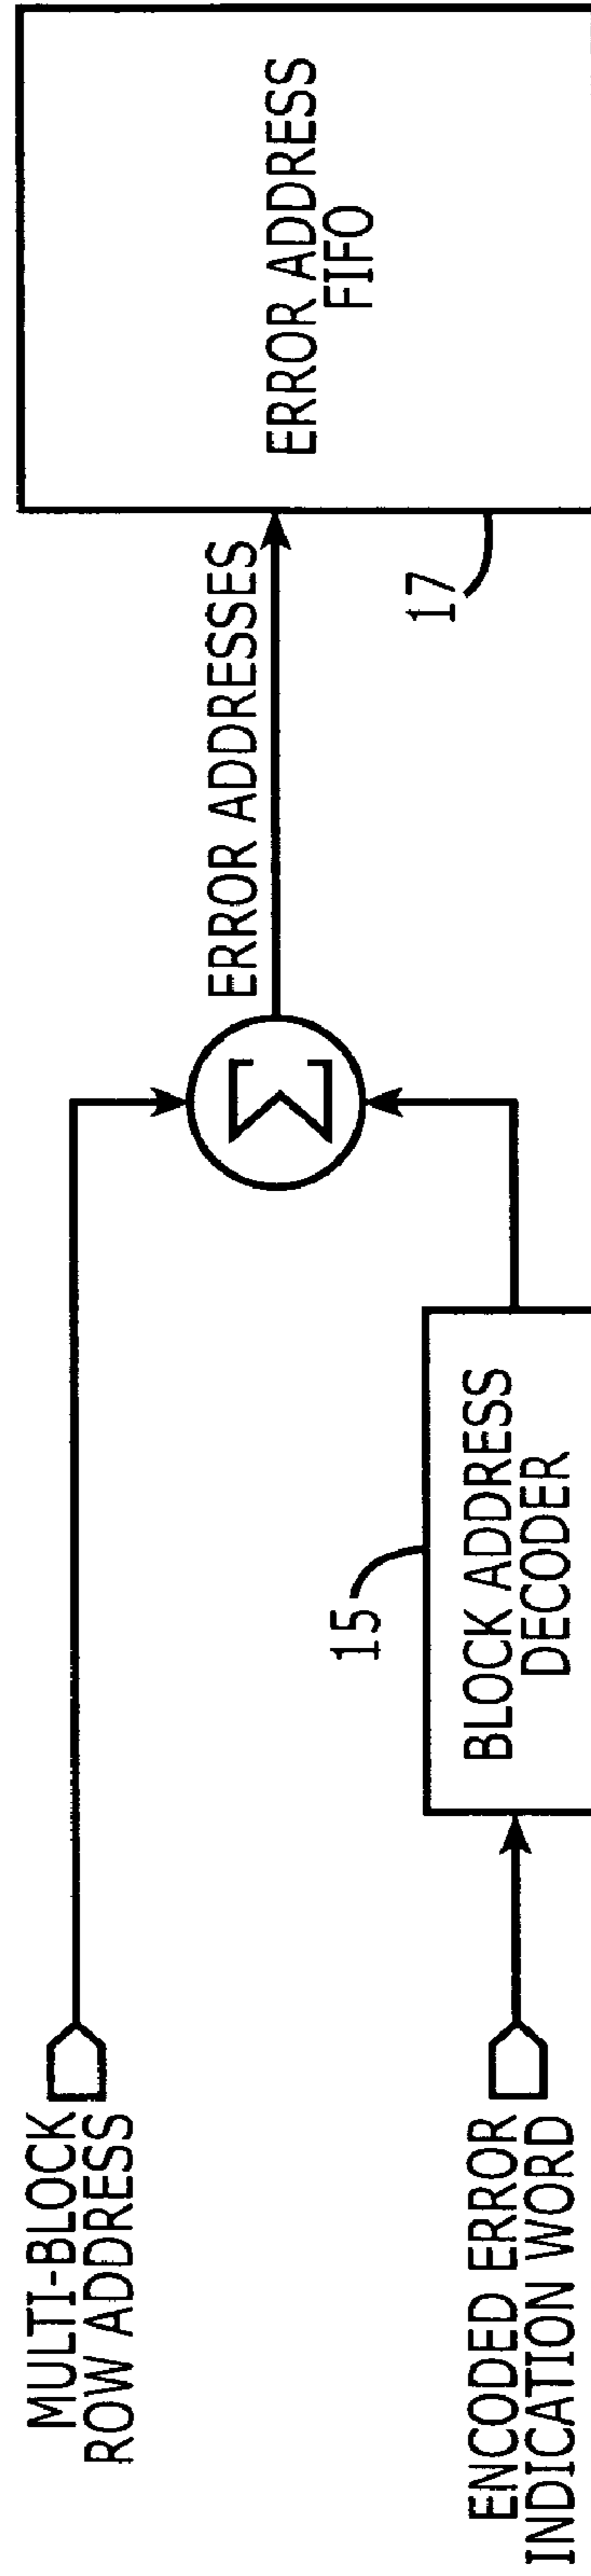 MULTI-BLOCK
ROW ADDRESS
ENCODED ERROR
INDICATION WORD
15
BLOCK ADDRESS
DECODER
Σ
ERROR ADDRESSES
17
ERROR ADDRESS
FIFO